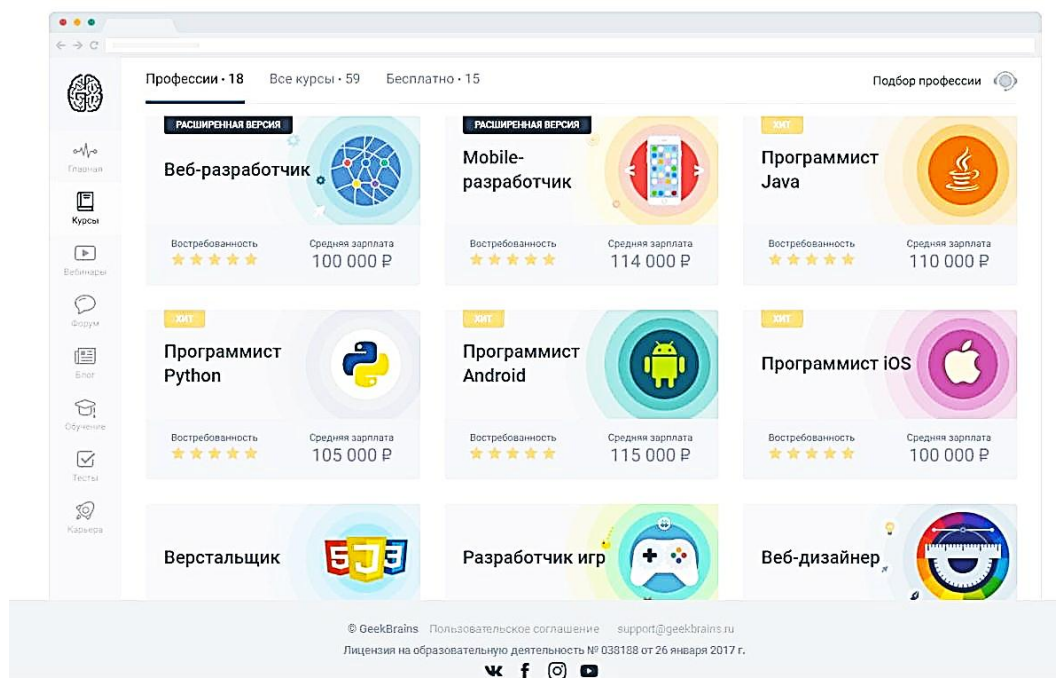 Профессии · 18 Все курсы · 59 Бесплатно · 15 Подбор профессии
Главная
Курсы
Вебинары
Форум
Блог
Обучение
Тесты
Карьера
РАСШИРЕННАЯ ВЕРСИЯ
Веб-разработчик
Востребованность Средняя зарплата
100 000 ₽
РАСШИРЕННАЯ ВЕРСИЯ
Mobile-
разработчик
Востребованность Средняя зарплата
114 000 ₽
ХИТ
Программист
Java
Востребованность Средняя зарплата
110 000 ₽
ХИТ
Программист
Python
Востребованность Средняя зарплата
105 000 ₽
ХИТ
Программист
Android
Востребованность Средняя зарплата
115 000 ₽
ХИТ
Программист iOS
Востребованность Средняя зарплата
100 000 ₽
Верстальщик
5 J 3
Разработчик игр
Веб-дизайнер
© GeekBrains Пользовательское соглашение support@geekbrains.ru
Лицензия на образовательную деятельность № 038188 от 26 января 2017 г.